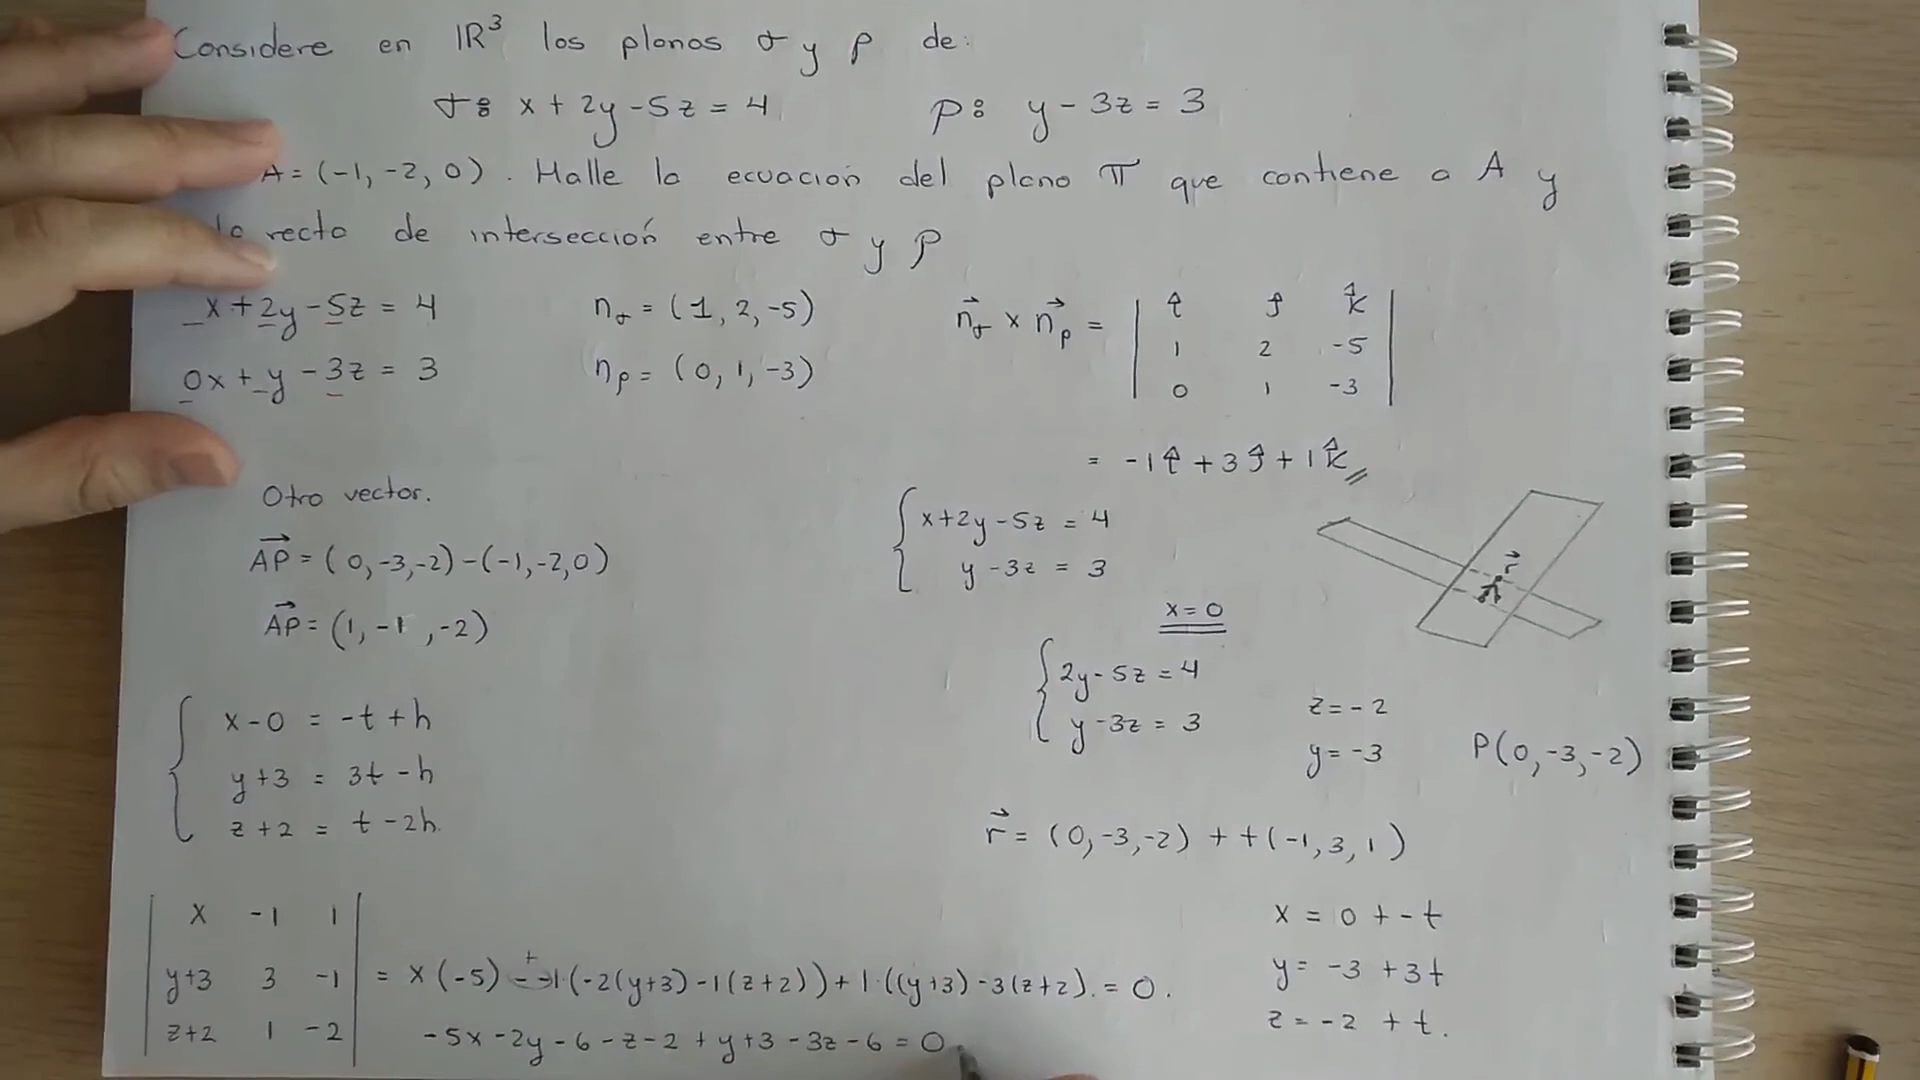 Considere en IR³ los planos σ y ρ de:
σ: x + 2y - 5z = 4 ρ: y - 3z = 3
A = (-1, -2, 0). Halle la ecuación del plano π que contiene a A y
la recta de intersección entre σ y ρ
x + 2y - 5z = 4
0x + y - 3z = 3
nσ = (1, 2, -5)
nρ = (0, 1, -3)
n⃗σ × n⃗ρ = | î ĵ k̂ |
| 1 2 -5 |
| 0 1 -3 |
= -1î + 3ĵ + 1k̂
Otro vector.
AP⃗ = (0, -3, -2) - (-1, -2, 0)
AP⃗ = (1, -1, -2)
{ x - 0 = -t + h
y + 3 = 3t - h
z + 2 = t - 2h.
{ x + 2y - 5z = 4
y - 3z = 3
r⃗
x = 0
{ 2y - 5z = 4
y - 3z = 3
z = -2
y = -3
P(0, -3, -2)
r⃗ = (0, -3, -2) + t(-1, 3, 1)
x = 0 + -t
y = -3 + 3t
z = -2 + t.
| x -1 1 |
| y+3 3 -1 | = x(-5) - -1·(-2(y+3) - 1(z+2)) + 1·((y+3) - 3(z+2). = 0.
+
| z+2 1 -2 |
-5x - 2y - 6 - z - 2 + y + 3 - 3z - 6 = 0